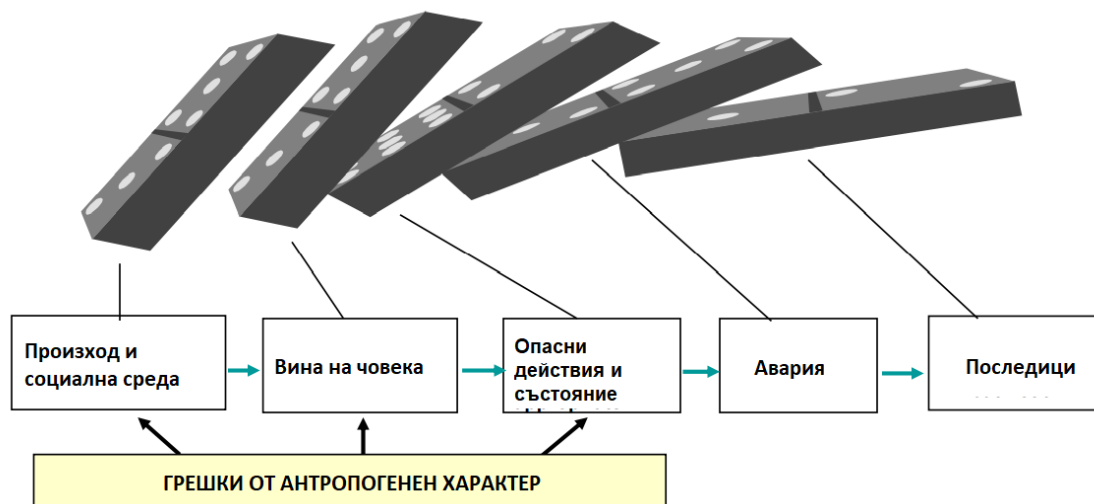 Произход и
социална среда
Вина на човека
Опасни
действия и
състояние
Авария
Последици
ГРЕШКИ ОТ АНТРОПОГЕНЕН ХАРАКТЕР